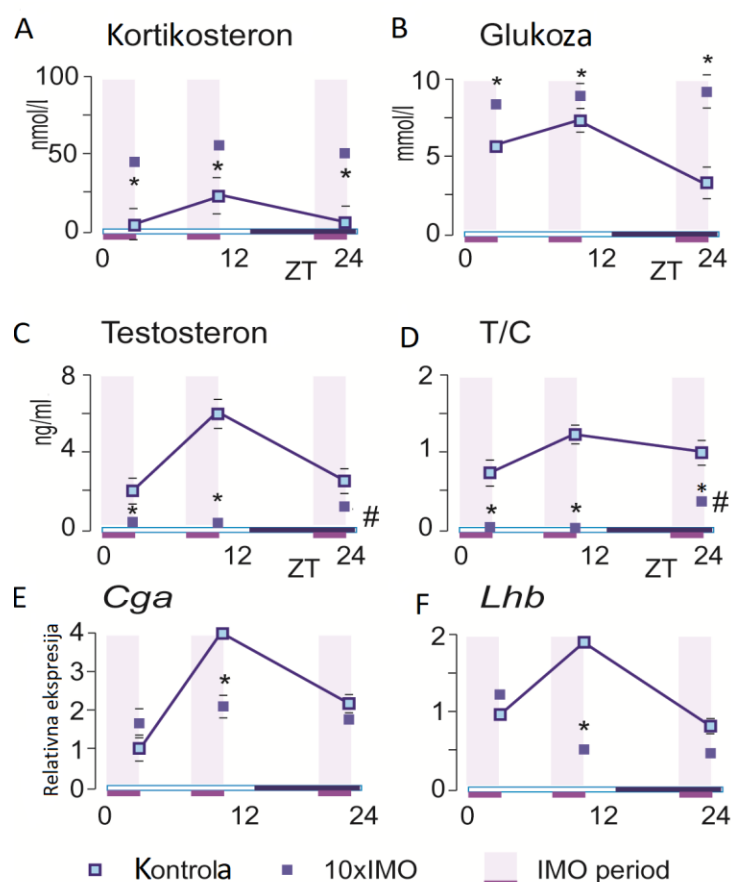 A Kortikosteron
B Glukoza
100
50
0
nmol/l
* * *
0 12 ZT 24
10
5
0
mmol/l
* * *
0 12 ZT 24
C Testosteron
D T/C
8
4
0
ng/ml
* * #
0 12 ZT 24
2
1
0
* * * #
0 12 ZT 24
E Cga
F Lhb
4
3
2
1
0
Relativna ekspresija
*
0 12 24
2
1
0
*
0 12 24
Kontrola 10xIMO IMO period